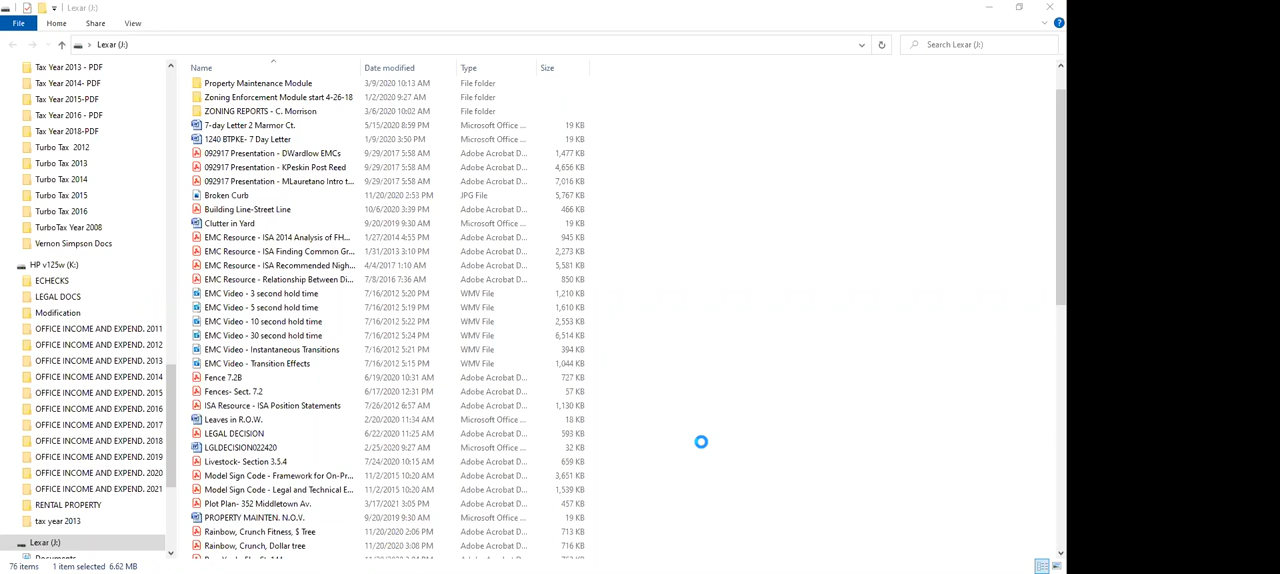 Lexar (J:)
File Home Share View
Lexar (J:) Search Lexar (J:)
Tax Year 2013 - PDF
Tax Year 2014- PDF
Tax Year 2015-PDF
Tax Year 2016 - PDF
Tax Year 2018-PDF
Turbo Tax 2012
Turbo Tax 2013
Turbo Tax 2014
Turbo Tax 2015
Turbo Tax 2016
TurboTax Year 2008
Vernon Simpson Docs
HP v125w (K:)
ECHECKS
LEGAL DOCS
Modification
OFFICE INCOME AND EXPEND. 2011
OFFICE INCOME AND EXPEND. 2012
OFFICE INCOME AND EXPEND. 2013
OFFICE INCOME AND EXPEND. 2014
OFFICE INCOME AND EXPEND. 2015
OFFICE INCOME AND EXPEND. 2016
OFFICE INCOME AND EXPEND. 2017
OFFICE INCOME AND EXPEND. 2018
OFFICE INCOME AND EXPEND. 2019
OFFICE INCOME AND EXPEND. 2020
OFFICE INCOME AND EXPEND. 2021
RENTAL PROPERTY
tax year 2013
Lexar (J:)
Documents
Name Date modified Type Size
Property Maintenance Module 3/9/2020 10:13 AM File folder
Zoning Enforcement Module start 4-26-18 1/2/2020 9:27 AM File folder
ZONING REPORTS - C. Morrison 3/6/2020 10:02 AM File folder
7-day Letter 2 Marmor Ct. 5/15/2020 8:59 PM Microsoft Office ... 19 KB
1240 BTPKE- 7 Day Letter 1/9/2020 3:50 PM Microsoft Office ... 19 KB
092917 Presentation - DWardlow EMCs 9/29/2017 5:58 AM Adobe Acrobat D... 1,477 KB
092917 Presentation - KPeskin Post Reed 9/29/2017 5:58 AM Adobe Acrobat D... 4,656 KB
092917 Presentation - MLauretano Intro t... 9/29/2017 5:58 AM Adobe Acrobat D... 7,016 KB
Broken Curb 11/20/2020 2:53 PM JPG File 5,767 KB
Building Line-Street Line 10/6/2020 3:39 PM Adobe Acrobat D... 466 KB
Clutter in Yard 9/20/2019 9:30 AM Microsoft Office ... 19 KB
EMC Resource - ISA 2014 Analysis of FH... 1/27/2014 4:55 PM Adobe Acrobat D... 945 KB
EMC Resource - ISA Finding Common Gr... 1/31/2013 3:10 PM Adobe Acrobat D... 2,273 KB
EMC Resource - ISA Recommended Nigh... 4/4/2017 1:10 AM Adobe Acrobat D... 5,581 KB
EMC Resource - Relationship Between Di... 7/8/2016 7:36 AM Adobe Acrobat D... 850 KB
EMC Video - 3 second hold time 7/16/2012 5:20 PM WMV File 1,210 KB
EMC Video - 5 second hold time 7/16/2012 5:19 PM WMV File 1,610 KB
EMC Video - 10 second hold time 7/16/2012 5:22 PM WMV File 2,553 KB
EMC Video - 30 second hold time 7/16/2012 5:24 PM WMV File 6,514 KB
EMC Video - Instantaneous Transitions 7/16/2012 5:21 PM WMV File 394 KB
EMC Video - Transition Effects 7/16/2012 5:15 PM WMV File 1,044 KB
Fence 7.2B 6/19/2020 10:31 AM Adobe Acrobat D... 727 KB
Fences- Sect. 7.2 6/17/2020 12:31 PM Adobe Acrobat D... 57 KB
ISA Resource - ISA Position Statements 7/26/2012 6:57 AM Adobe Acrobat D... 1,130 KB
Leaves in R.O.W. 2/20/2020 11:34 AM Microsoft Office ... 18 KB
LEGAL DECISION 6/22/2020 11:25 AM Adobe Acrobat D... 593 KB
LGLDECISION022420 2/25/2020 9:27 AM Microsoft Office ... 32 KB
Livestock- Section 3.5.4 7/24/2020 10:15 AM Adobe Acrobat D... 659 KB
Model Sign Code - Framework for On-Pr... 11/2/2015 10:20 AM Adobe Acrobat D... 3,651 KB
Model Sign Code - Legal and Technical E... 11/2/2015 10:20 AM Adobe Acrobat D... 1,539 KB
Plot Plan- 352 Middletown Av. 3/17/2021 3:05 PM Adobe Acrobat D... 457 KB
PROPERTY MAINTEN. N.O.V. 9/20/2019 9:30 AM Microsoft Office ... 19 KB
Rainbow, Crunch Fitness, $ Tree 11/20/2020 2:06 PM Adobe Acrobat D... 713 KB
Rainbow, Crunch, Dollar tree 11/20/2020 3:08 PM Adobe Acrobat D... 716 KB
76 items 1 item selected 6.62 MB